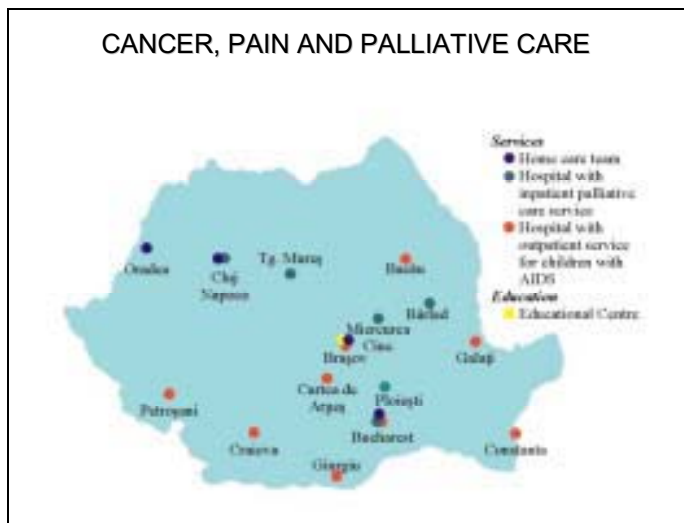 CANCER, PAIN AND PALLIATIVE CARE
Services
Home care team
Hospital with
inpatient palliative
care service
Hospital with
outpatient service
for children with
AIDS
Education
Educational Centre
Oradea
Cluj
Napoca
Tg. Mureş
Bacău
Bârlad
Miercurea
Ciuc
Braşov
Galaţi
Curtea de
Argeş
Ploieşti
Petroşani
Bucharest
Craiova
Constanta
Giurgiu